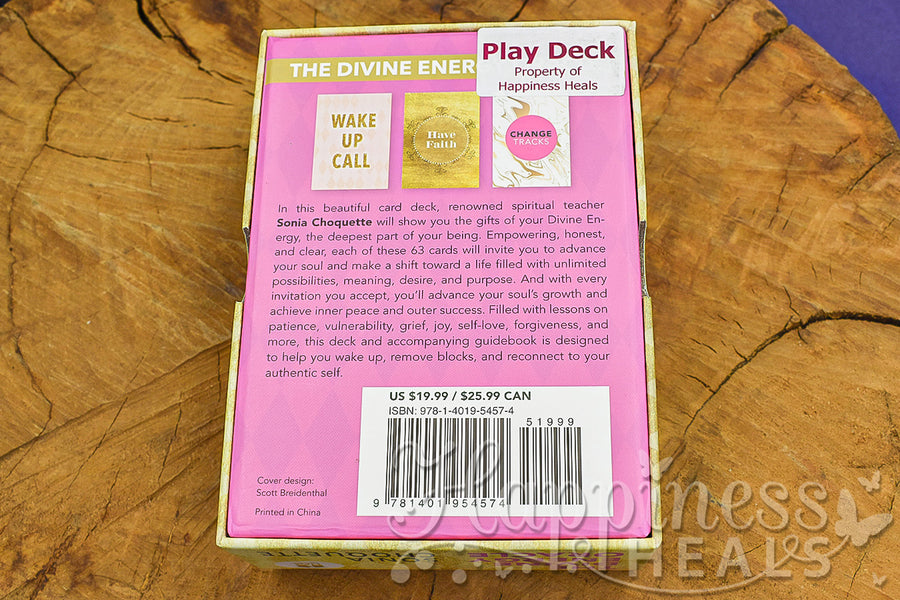 THE DIVINE ENER
Play Deck
Property of
Happiness Heals
WAKE
UP
CALL
Have
Faith
CHANGE
TRACKS
In this beautiful card deck, renowned spiritual teacher
Sonia Choquette will show you the gifts of your Divine En-
ergy, the deepest part of your being. Empowering, honest,
and clear, each of these 63 cards will invite you to advance
your soul and make a shift toward a life filled with unlimited
possibilities, meaning, desire, and purpose. And with every
invitation you accept, you'll advance your soul's growth and
achieve inner peace and outer success. Filled with lessons on
patience, vulnerability, grief, joy, self-love, forgiveness, and
more, this deck and accompanying guidebook is designed
to help you wake up, remove blocks, and reconnect to your
authentic self.
US $19.99 / $25.99 CAN
ISBN: 978-1-4019-5457-4
51999
9 781401 954574
Cover design:
Scott Breidenthal
Printed in China
Happiness
HEALS